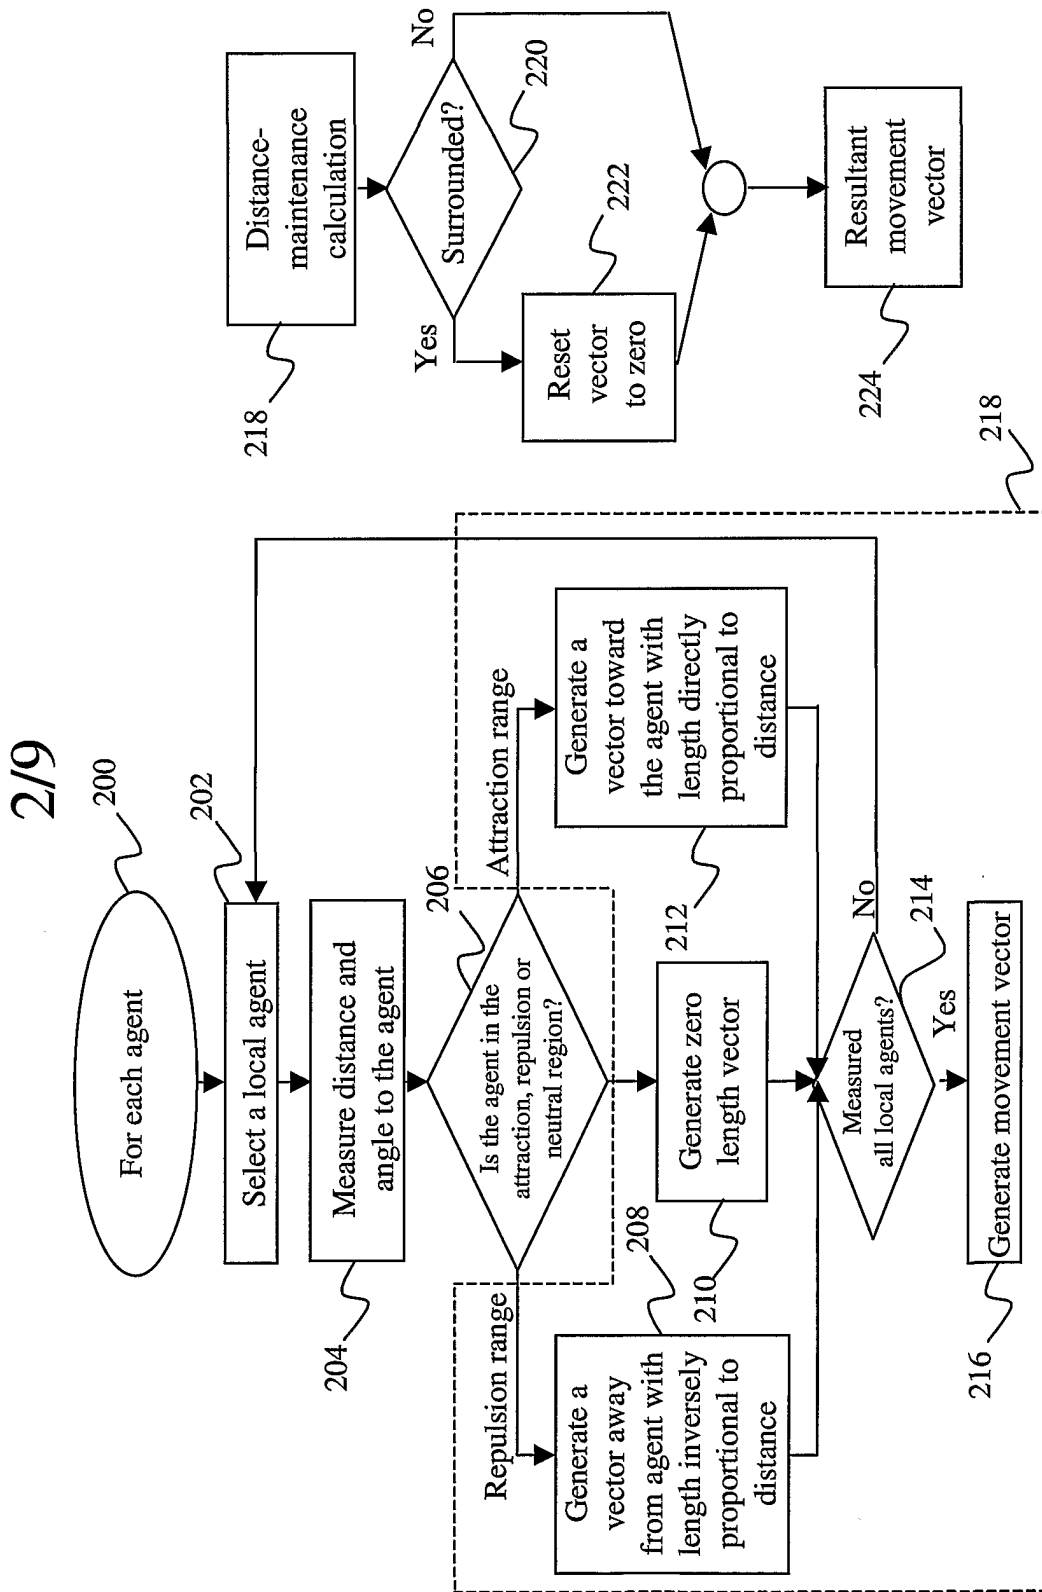 2/9
For each agent
200
Select a local agent
202
Measure distance and
angle to the agent
204
Is the agent in the
attraction, repulsion or
neutral region?
206
Repulsion range
Attraction range
Generate a
vector away
from agent with
length inversely
proportional to
distance
208
Generate zero
length vector
210
Generate a
vector toward
the agent with
length directly
proportional to
distance
212
Measured
all local agents?
214
No
Yes
Generate movement vector
216
218
Distance-
maintenance
calculation
218
Surrounded?
220
Yes
No
Reset
vector
to zero
222
Resultant
movement
vector
224